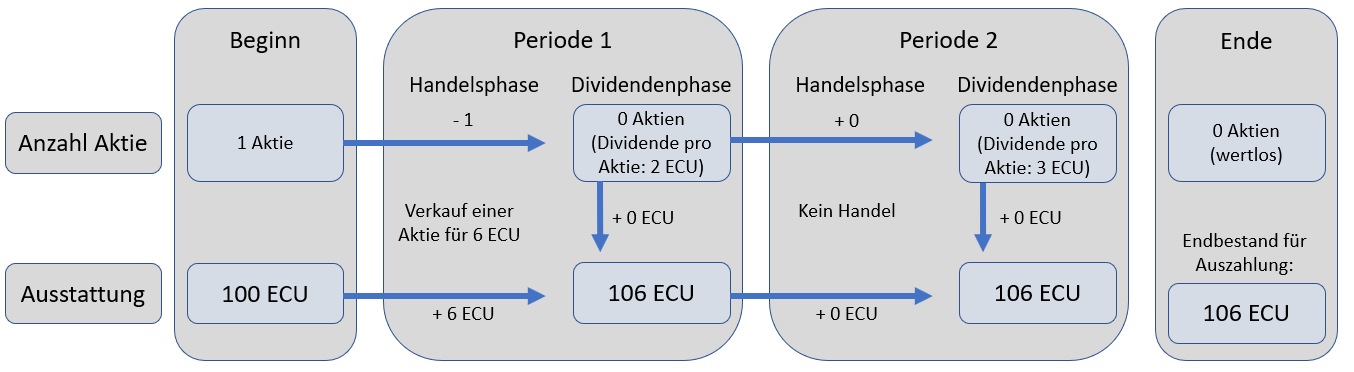 Beginn
Periode 1
Periode 2
Ende
Handelsphase
Dividendenphase
Handelsphase
Dividendenphase
Anzahl Aktie
1 Aktie
- 1
0 Aktien
(Dividende pro
Aktie: 2 ECU)
+ 0
0 Aktien
(Dividende pro
Aktie: 3 ECU)
0 Aktien
(wertlos)
Verkauf einer
Aktie für 6 ECU
+ 0 ECU
Kein Handel
+ 0 ECU
Endbestand für
Auszahlung:
Ausstattung
100 ECU
+ 6 ECU
106 ECU
+ 0 ECU
106 ECU
106 ECU